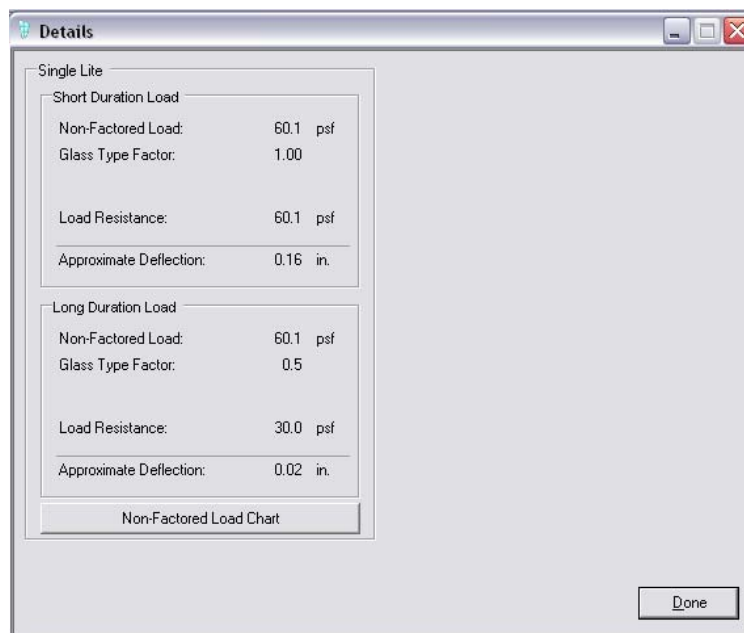 Details
Single Lite
Short Duration Load
Non-Factored Load: 60.1 psf
Glass Type Factor: 1.00
Load Resistance: 60.1 psf
Approximate Deflection: 0.16 in.
Long Duration Load
Non-Factored Load: 60.1 psf
Glass Type Factor: 0.5
Load Resistance: 30.0 psf
Approximate Deflection: 0.02 in.
Non-Factored Load Chart
Done